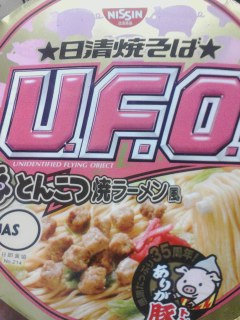 NISSIN
★日清焼そば★
U.F.O.
UNIDENTIFIED FLYING OBJECT
とんこつ焼ラーメン風
JAS
35周年!
ありが
豚